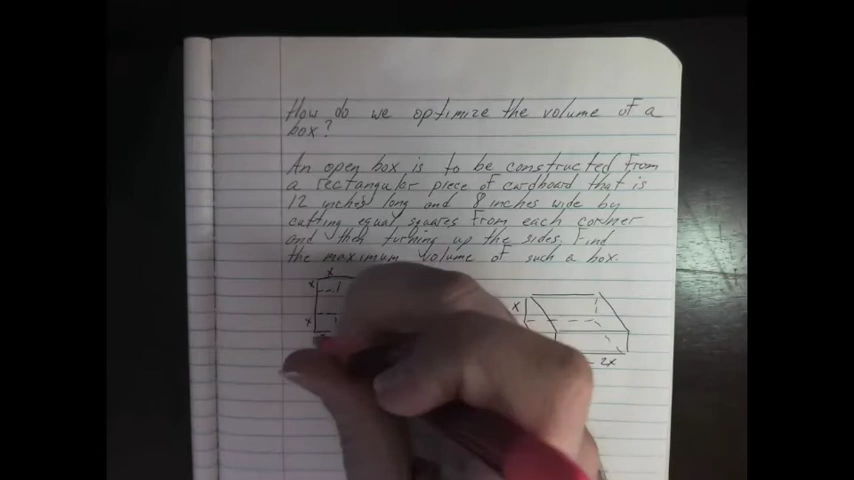 How do we optimize the volume of a
box?
An open box is to be constructed from
a rectangular piece of cardboard that is
12 inches long and 8 inches wide by
cutting equal squares from each corner
and then turning up the sides. Find
the maximum volume of such a box.
x
x
x
x
- 2x